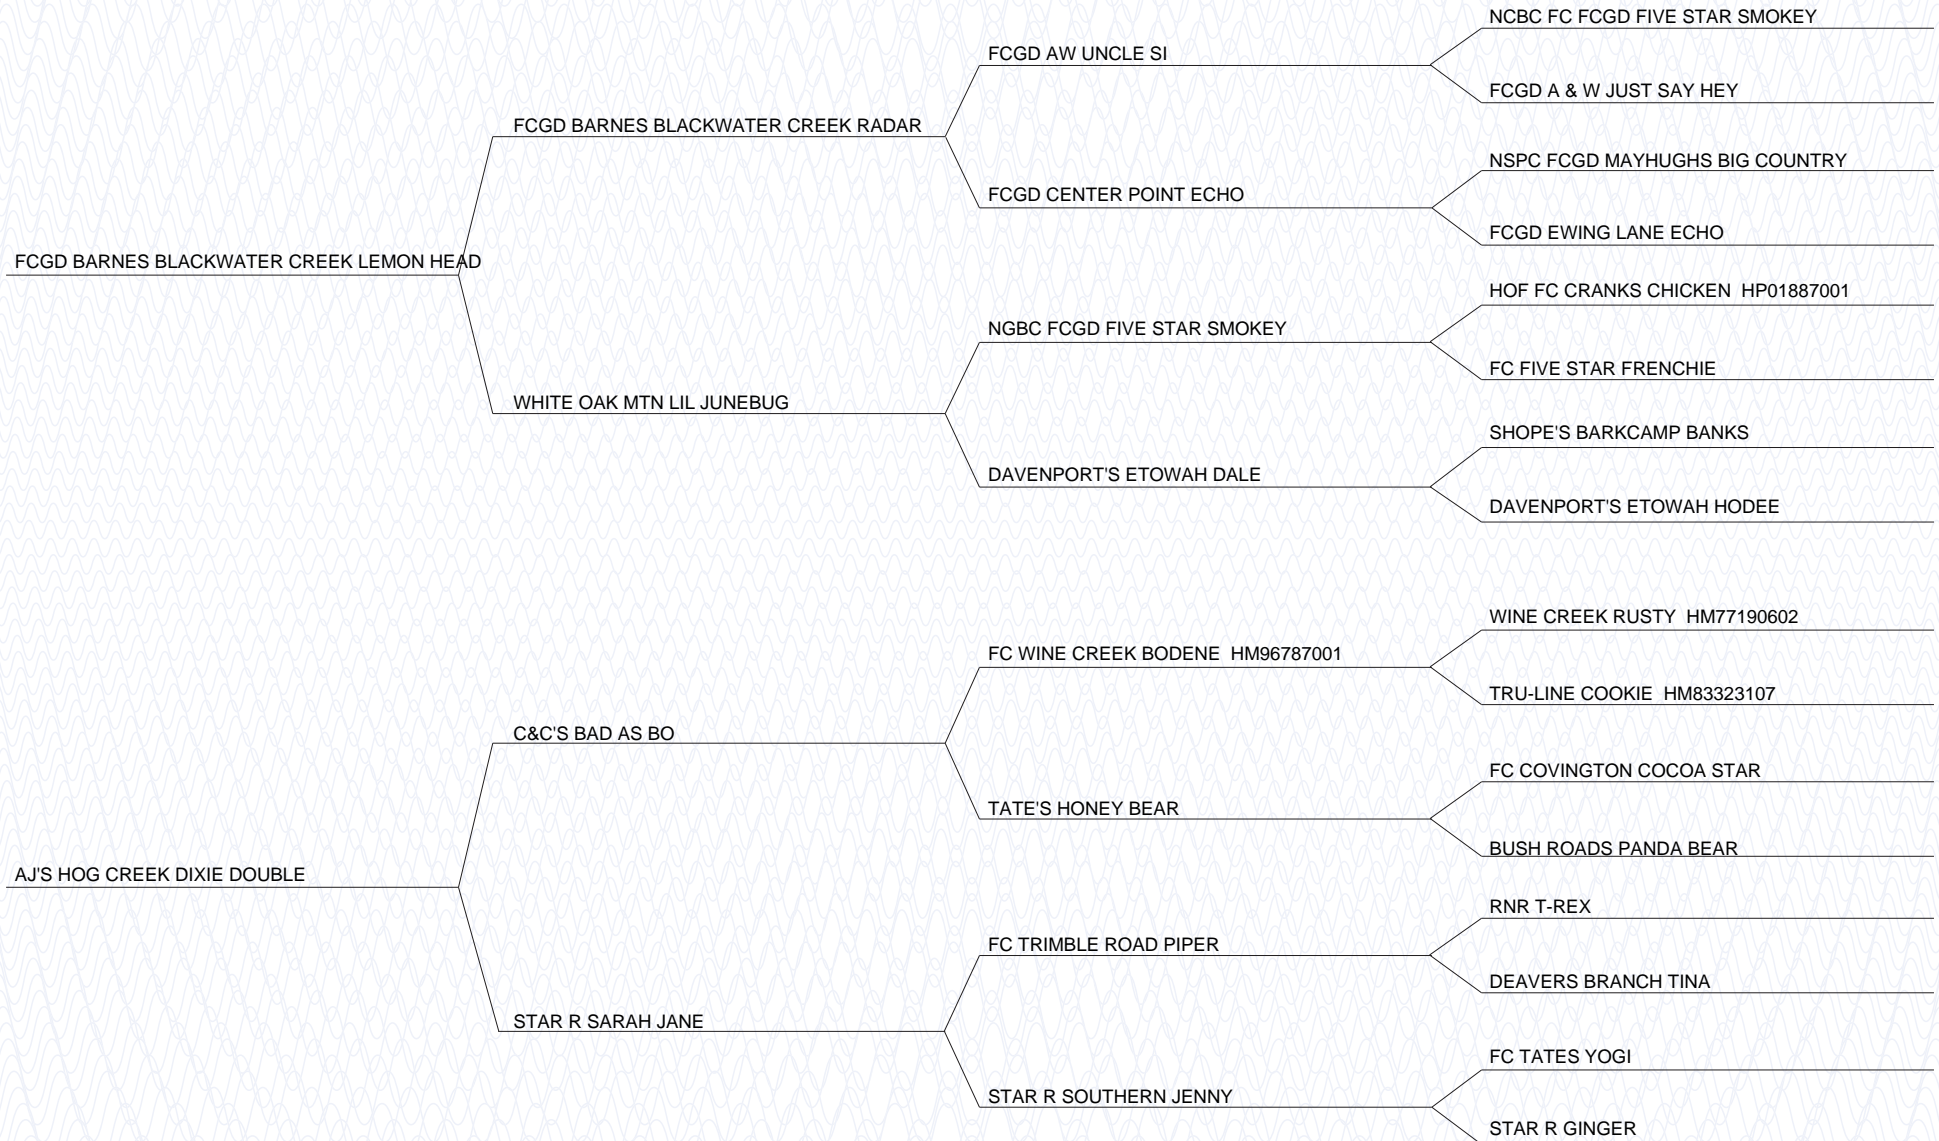 NCBC FC FCGD FIVE STAR SMOKEY
FCGD AW UNCLE SI
FCGD A & W JUST SAY HEY
FCGD BARNES BLACKWATER CREEK RADAR
NSPC FCGD MAYHUGHS BIG COUNTRY
FCGD CENTER POINT ECHO
FCGD EWING LANE ECHO
FCGD BARNES BLACKWATER CREEK LEMON HEAD
HOF FC CRANKS CHICKEN  HP01887001
NGBC FCGD FIVE STAR SMOKEY
FC FIVE STAR FRENCHIE
WHITE OAK MTN LIL JUNEBUG
SHOPE'S BARKCAMP BANKS
DAVENPORT'S ETOWAH DALE
DAVENPORT'S ETOWAH HODEE
WINE CREEK RUSTY  HM77190602
FC WINE CREEK BODENE  HM96787001
TRU-LINE COOKIE  HM83323107
C&C'S BAD AS BO
FC COVINGTON COCOA STAR
TATE'S HONEY BEAR
BUSH ROADS PANDA BEAR
AJ'S HOG CREEK DIXIE DOUBLE
RNR T-REX
FC TRIMBLE ROAD PIPER
DEAVERS BRANCH TINA
STAR R SARAH JANE
FC TATES YOGI
STAR R SOUTHERN JENNY
STAR R GINGER